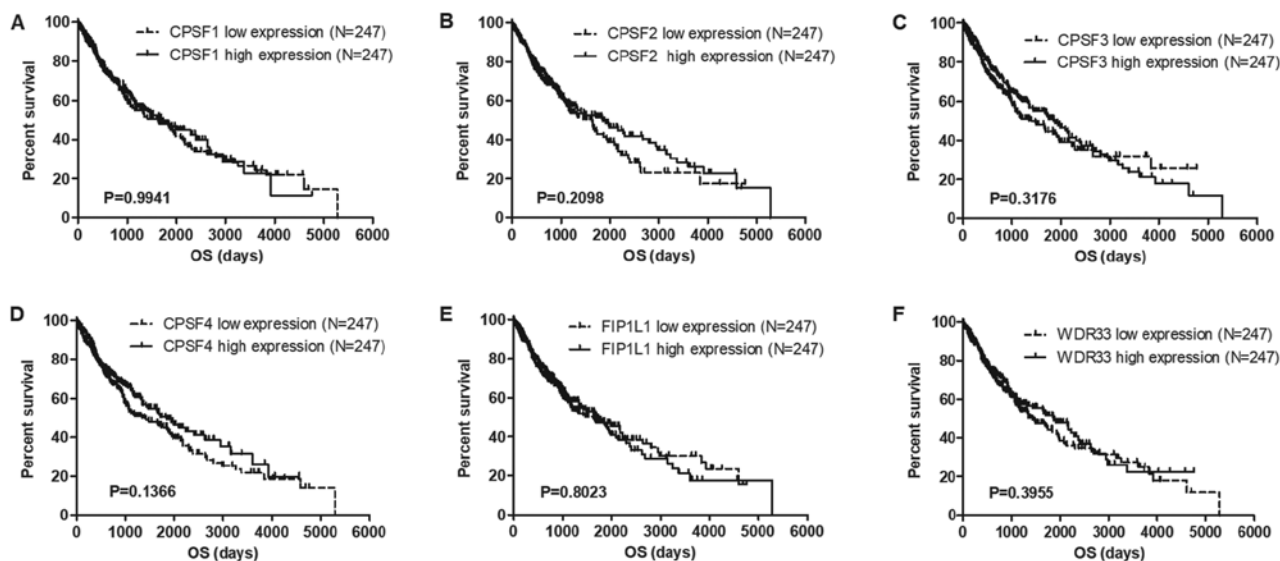 A
CPSF1 low expression (N=247)
CPSF1 high expression (N=247)
Percent survival
100
80
60
40
20
0
P=0.9941
0 1000 2000 3000 4000 5000 6000
OS (days)
B
CPSF2 low expression (N=247)
CPSF2 high expression (N=247)
Percent survival
100
80
60
40
20
0
P=0.2098
0 1000 2000 3000 4000 5000 6000
OS (days)
C
CPSF3 low expression (N=247)
CPSF3 high expression (N=247)
Percent survival
100
80
60
40
20
0
P=0.3176
0 1000 2000 3000 4000 5000 6000
OS (days)
D
CPSF4 low expression (N=247)
CPSF4 high expression (N=247)
Percent survival
100
80
60
40
20
0
P=0.1366
0 1000 2000 3000 4000 5000 6000
OS (days)
E
FIP1L1 low expression (N=247)
FIP1L1 high expression (N=247)
Percent survival
100
80
60
40
20
0
P=0.8023
0 1000 2000 3000 4000 5000 6000
OS (days)
F
WDR33 low expression (N=247)
WDR33 high expression (N=247)
Percent survival
100
80
60
40
20
0
P=0.3955
0 1000 2000 3000 4000 5000 6000
OS (days)